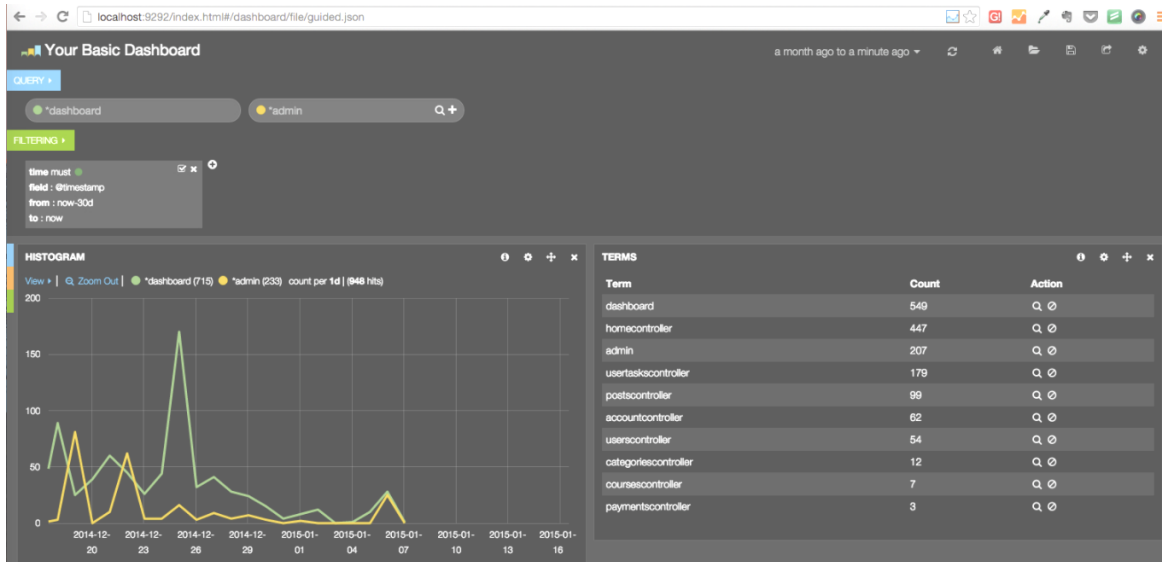 localhost:9292/index.html#/dashboard/file/guided.json
Your Basic Dashboard
a month ago to a minute ago
QUERY
*dashboard
*admin
FILTERING
time must
field : @timestamp
from : now-30d
to : now
HISTOGRAM
View | Zoom Out | *dashboard (715) *admin (233) count per 1d | (948 hits)
200
150
100
50
0
2014-12-20 2014-12-23 2014-12-26 2014-12-29 2015-01-01 2015-01-04 2015-01-07 2015-01-10 2015-01-13 2015-01-16
TERMS
Term Count Action
dashboard 549
homecontroller 447
admin 207
usertaskscontroller 179
postscontroller 99
accountcontroller 62
userscontroller 54
categoriescontroller 12
coursescontroller 7
paymentscontroller 3